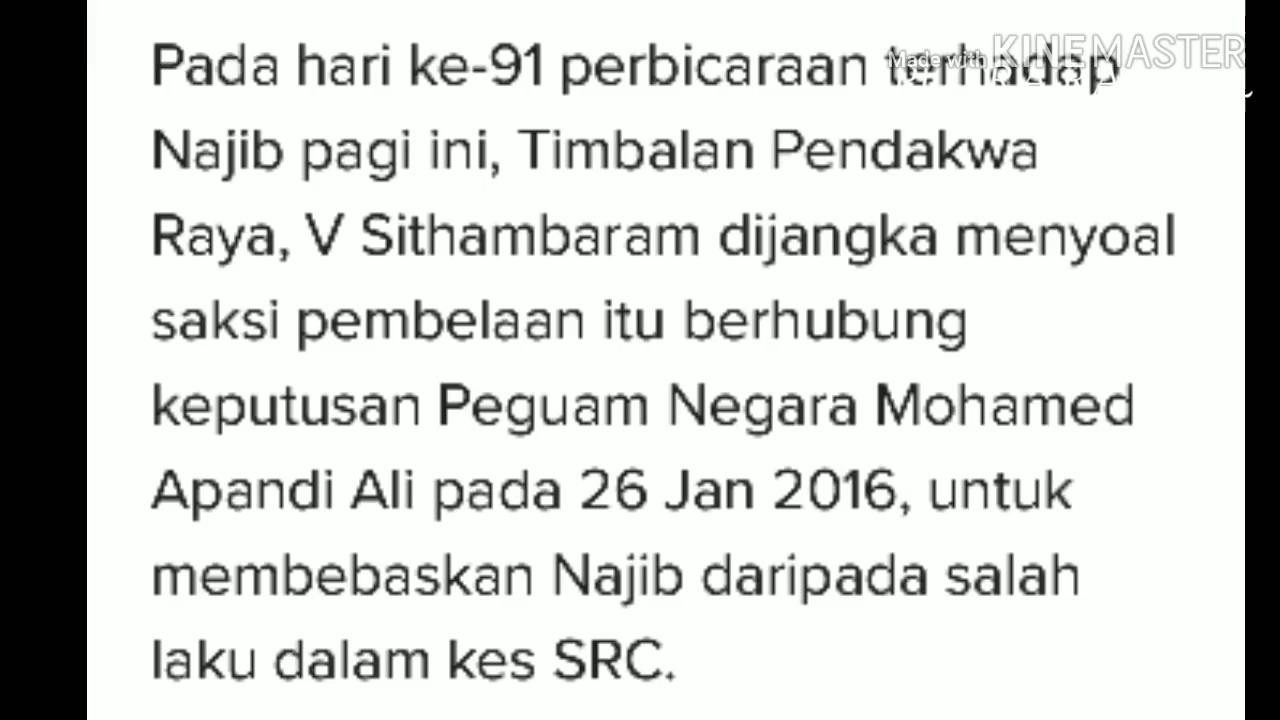 Pada hari ke-91 perbicaraan terhadap
Made with KINEMASTER
Najib pagi ini, Timbalan Pendakwa
Raya, V Sithambaram dijangka menyoal
saksi pembelaan itu berhubung
keputusan Peguam Negara Mohamed
Apandi Ali pada 26 Jan 2016, untuk
membebaskan Najib daripada salah
laku dalam kes SRC.